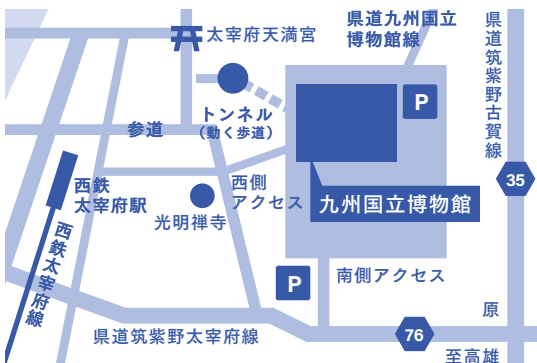 太宰府天満宮
県道九州国立
博物館線
県道筑紫野古賀線
P
トンネル
（動く歩道）
参道
35
西鉄
太宰府駅
西側
アクセス
九州国立博物館
光明禅寺
西鉄太宰府線
P
南側アクセス
原
76
県道筑紫野太宰府線
至高雄